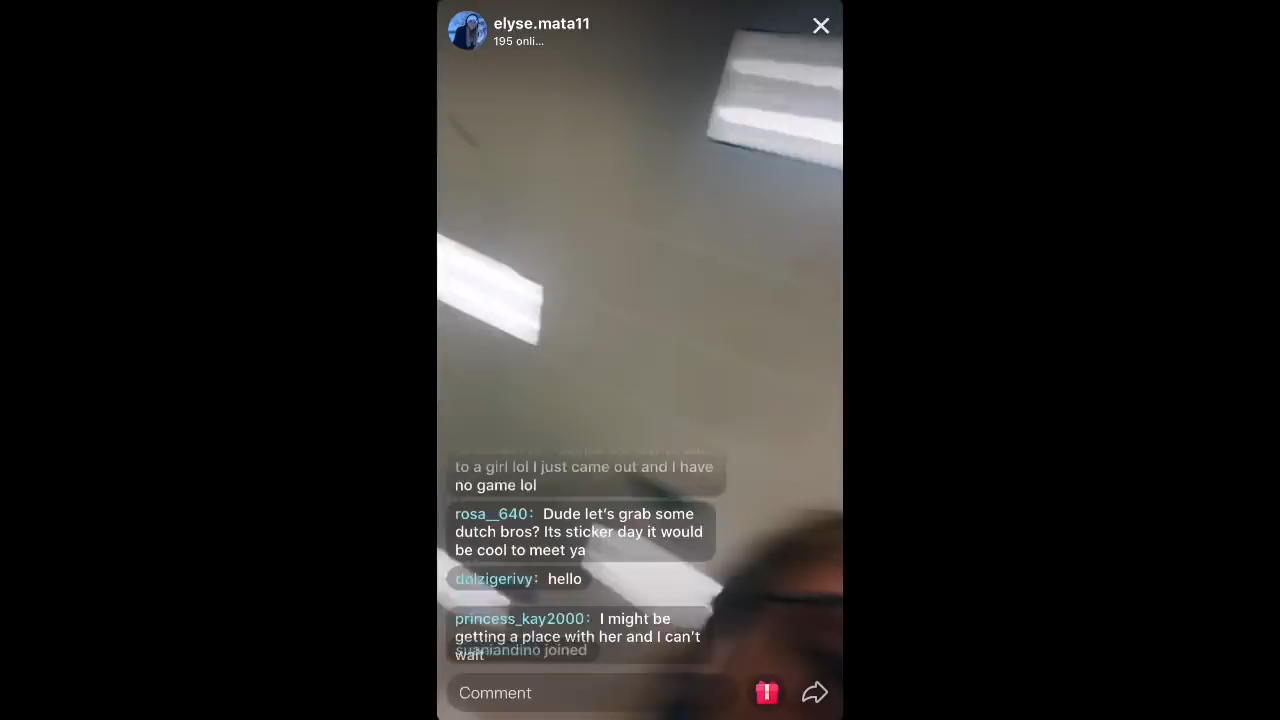 elyse.mata11
195 onli...
to a girl lol I just came out and I have
no game lol
rosa__640: Dude let's grab some
dutch bros? Its sticker day it would
be cool to meet ya
dalzigerivy: hello
princess_kay2000: I might be
getting a place with her and I can't
wait
suaniandino joined
Comment